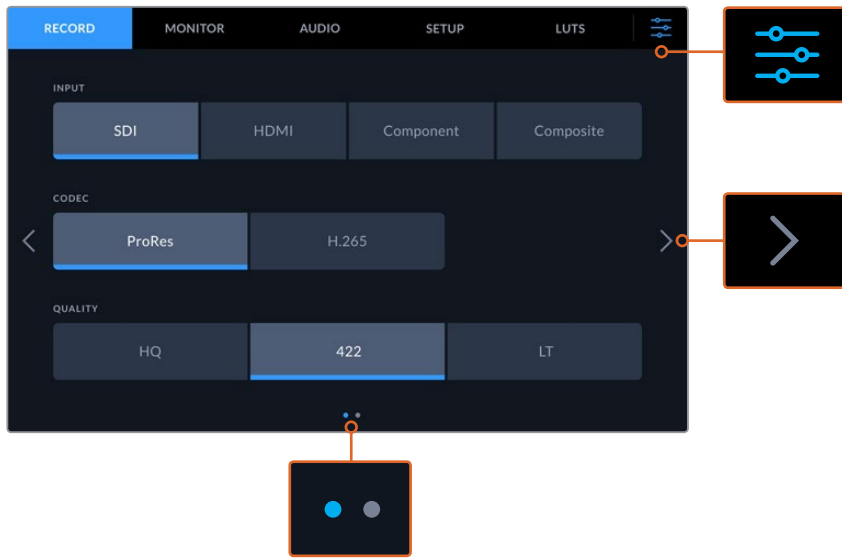 RECORD MONITOR AUDIO SETUP LUTS
INPUT
SDI HDMI Component Composite
CODEC
ProRes H.265
QUALITY
HQ 422 LT